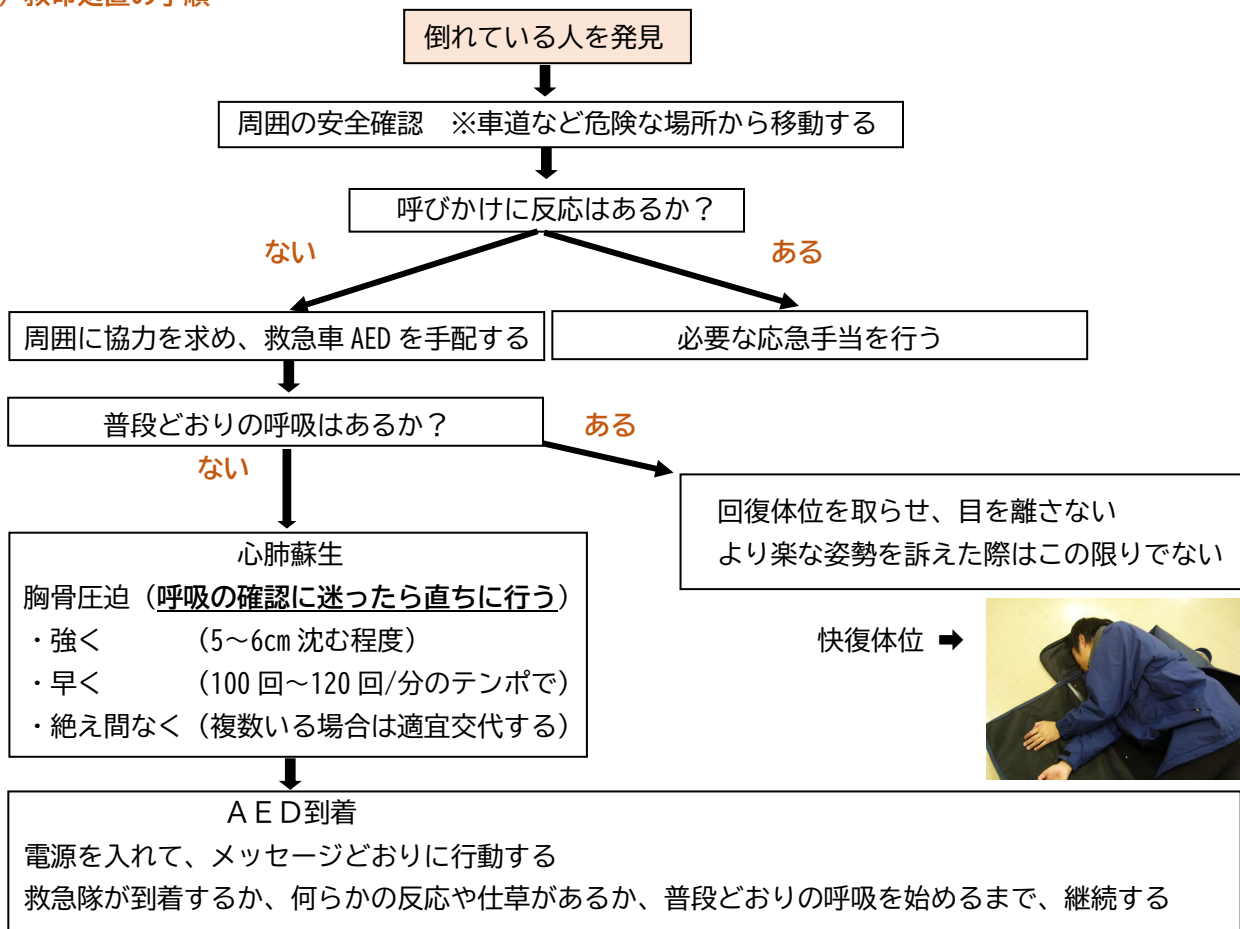 ）救命処置の手順
倒れている人を発見
周囲の安全確認　※車道など危険な場所から移動する
呼びかけに反応はあるか？
ない
ある
周囲に協力を求め、救急車 AED を手配する
必要な応急手当を行う
普段どおりの呼吸はあるか？
ある
ない
回復体位を取らせ、目を離さない
より楽な姿勢を訴えた際はこの限りでない
心肺蘇生
胸骨圧迫（呼吸の確認に迷ったら直ちに行う）
・強く　　　（5～6㎝ 沈む程度）
・早く　　　（100 回～120 回/分のテンポで）
・絶え間なく（複数いる場合は適宜交代する）
快復体位 ➡
ＡＥＤ到着
電源を入れて、メッセージどおりに行動する
救急隊が到着するか、何らかの反応や仕草があるか、普段どおりの呼吸を始めるまで、継続する